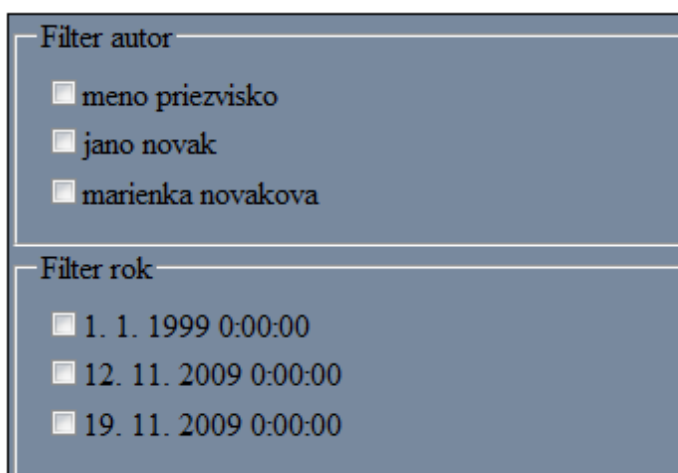 Filter autor
meno priezvisko
jano novak
marienka novakova
Filter rok
1. 1. 1999 0:00:00
12. 11. 2009 0:00:00
19. 11. 2009 0:00:00